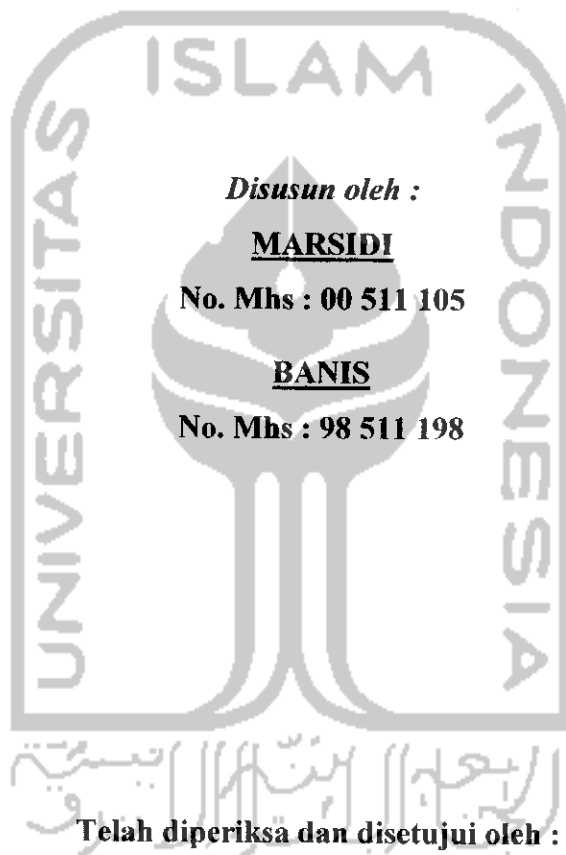 UNIVERSITAS ISLAM INDONESIA
Disusun oleh :
MARSIDI
No. Mhs : 00 511 105
BANIS
No. Mhs : 98 511 198
Telah diperiksa dan disetujui oleh :